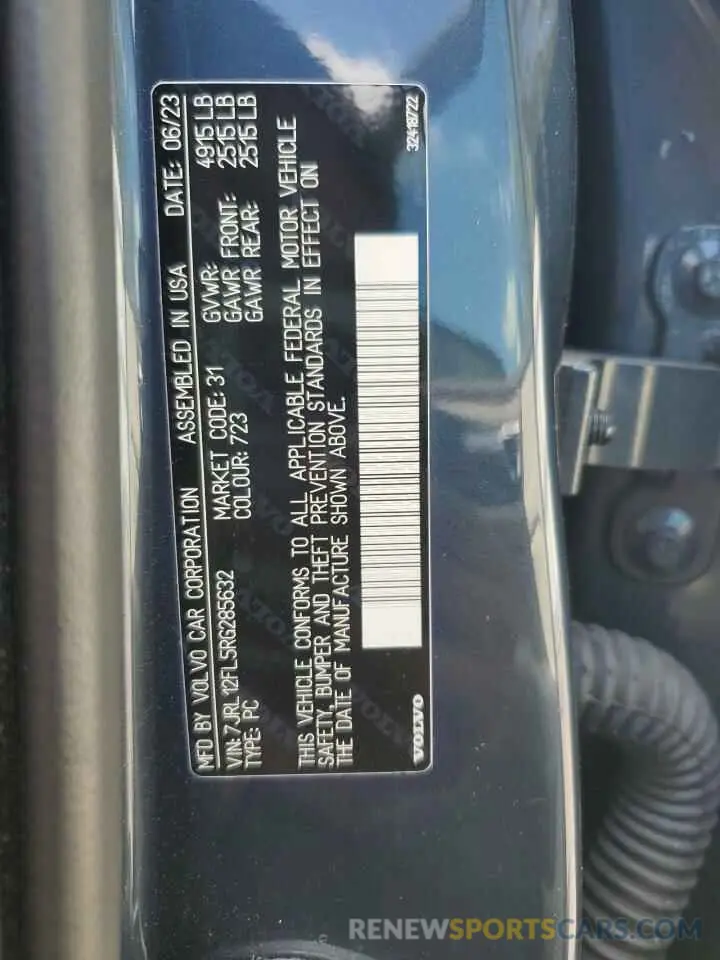 MFD BY VOLVO CAR CORPORATION ASSEMBLED IN USA DATE: 06/23
VIN: 7JRL12FL5RG285632 MARKET CODE: 31 GVWR: 4915 LB
TYPE: PC COLOUR: 723 GAWR FRONT: 2515 LB
GAWR REAR: 2515 LB
THIS VEHICLE CONFORMS TO ALL APPLICABLE FEDERAL MOTOR VEHICLE
SAFETY, BUMPER AND THEFT PREVENTION STANDARDS IN EFFECT ON
THE DATE OF MANUFACTURE SHOWN ABOVE.
VOLVO 32418722
RENEWSPORTSCARS.COM